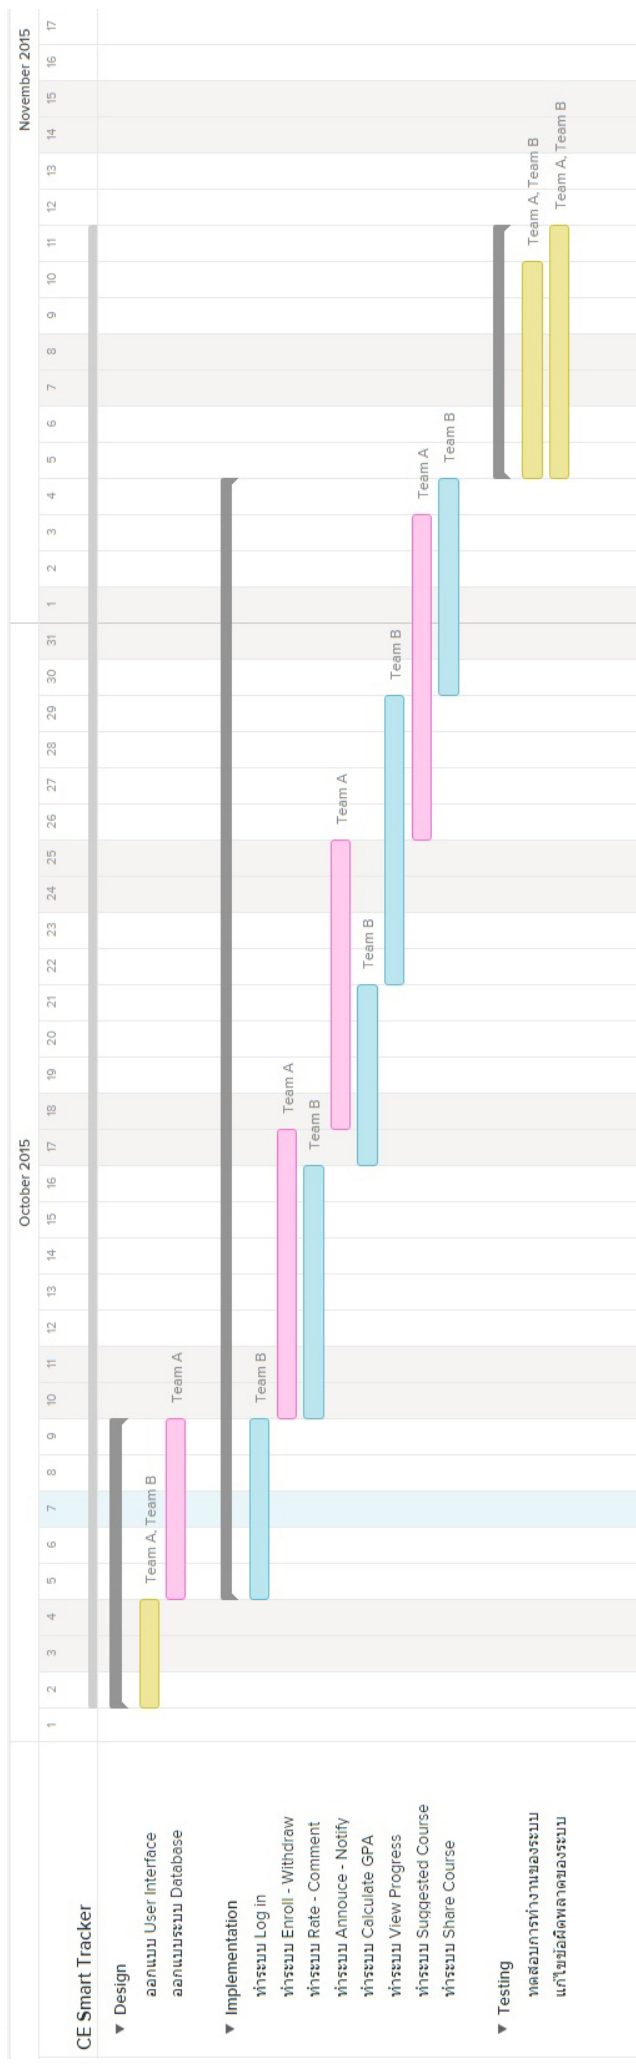 October 2015
November 2015
1 2 3 4 5 6 7 8 9 10 11 12 13 14 15 16 17 18 19 20 21 22 23 24 25 26 27 28 29 30 31 1 2 3 4 5 6 7 8 9 10 11 12 13 14 15 16 17
CE Smart Tracker
▼ Design
ออกแบบ User Interface
Team A, Team B
ออกแบบระบบ Database
Team A
▼ Implementation
ทำระบบ Log in
Team B
ทำระบบ Enroll - Withdraw
Team A
ทำระบบ Rate - Comment
Team B
ทำระบบ Annouce - Notify
Team A
ทำระบบ Calculate GPA
Team B
ทำระบบ View Progress
Team B
ทำระบบ Suggested Course
Team A
ทำระบบ Share Course
Team B
▼ Testing
ทดสอบการทำงานของระบบ
Team A, Team B
แก้ไขข้อผิดพลาดของระบบ
Team A, Team B